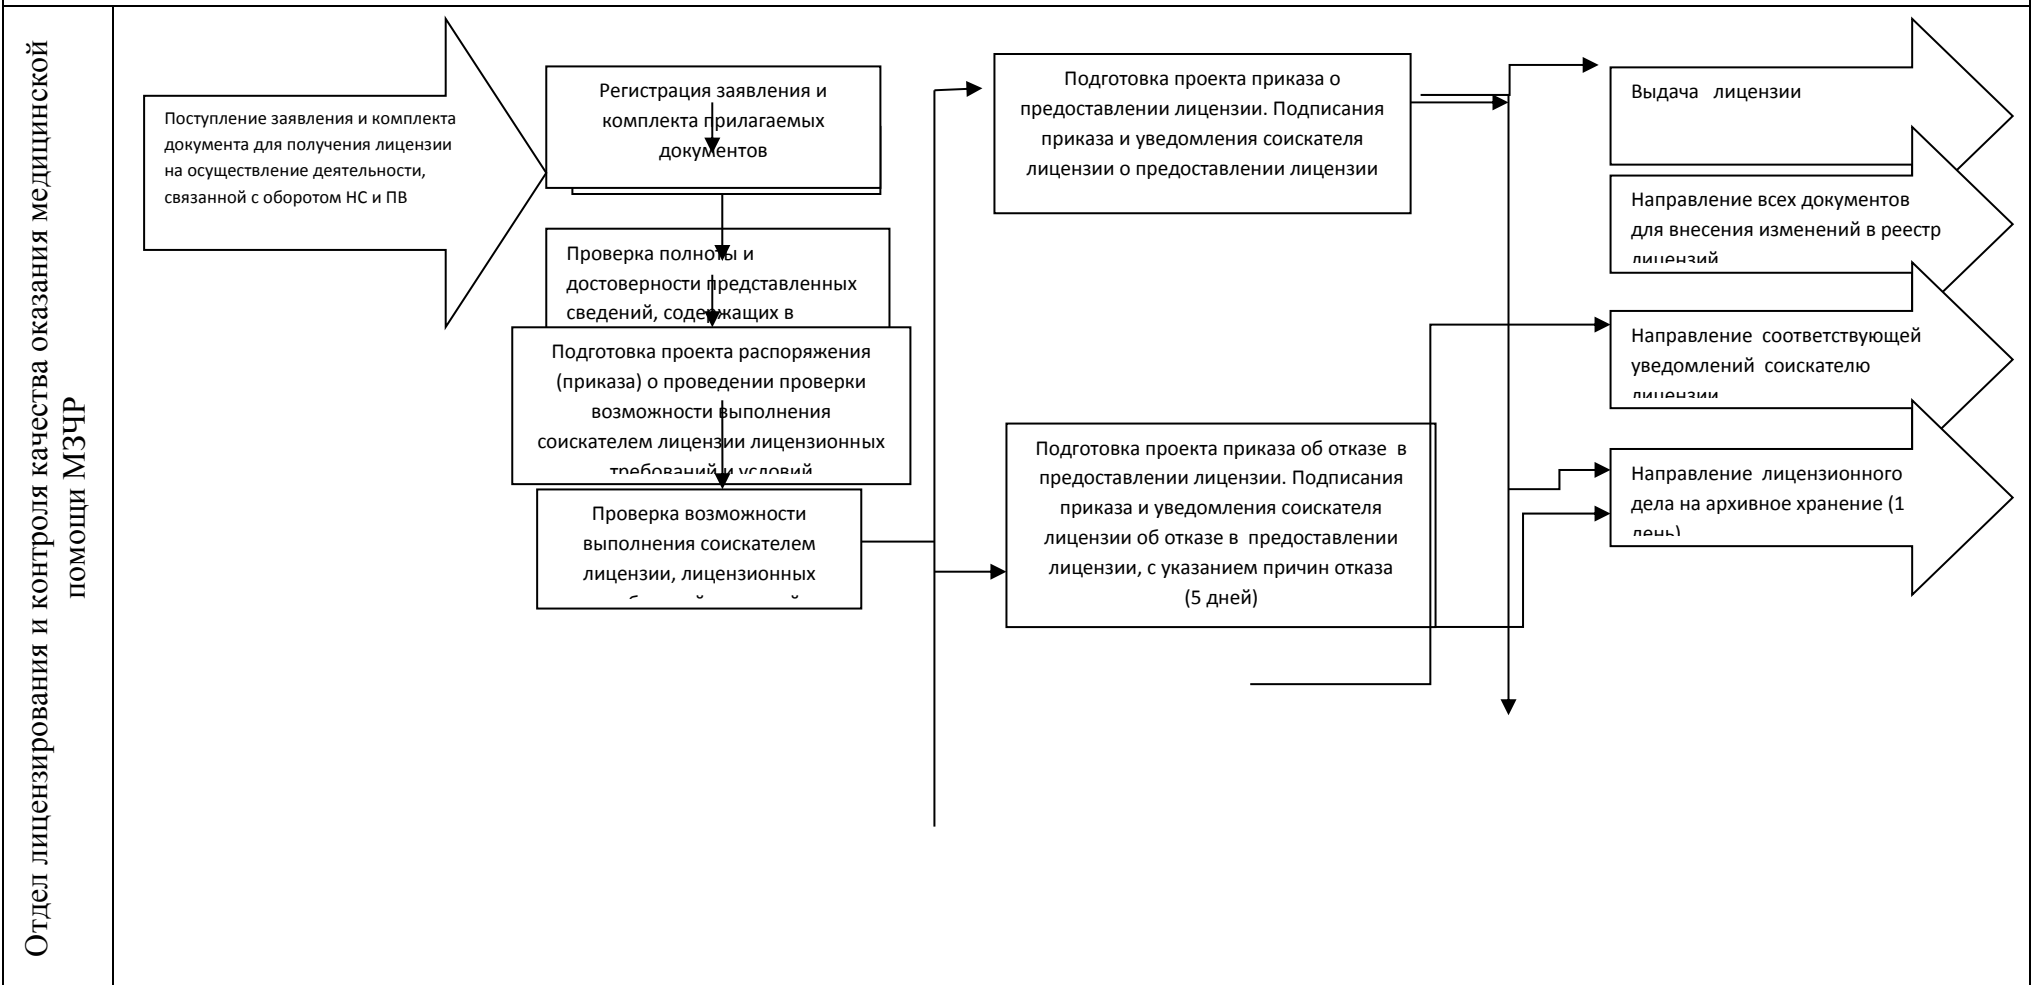 Отдел лицензирования и контроля качества оказания медицинской
помощи МЗЧР
Поступление заявления и комплекта
документа для получения лицензии
на осуществление деятельности,
связанной с оборотом НС и ПВ
Регистрация заявления и
комплекта прилагаемых
документов
Проверка полноты и
достоверности представленных
сведений, содержащих в
Подготовка проекта распоряжения
(приказа) о проведении проверки
возможности выполнения
соискателем лицензии лицензионных
требований и условий
Проверка возможности
выполнения соискателем
лицензии, лицензионных
Подготовка проекта приказа о
предоставлении лицензии. Подписания
приказа и уведомления соискателя
лицензии о предоставлении лицензии
Подготовка проекта приказа об отказе в
предоставлении лицензии. Подписания
приказа и уведомления соискателя
лицензии об отказе в предоставлении
лицензии, с указанием причин отказа
(5 дней)
Выдача лицензии
Направление всех документов
для внесения изменений в реестр
лицензий
Направление соответствующей
уведомлений соискателю
лицензии
Направление лицензионного
дела на архивное хранение (1
день)